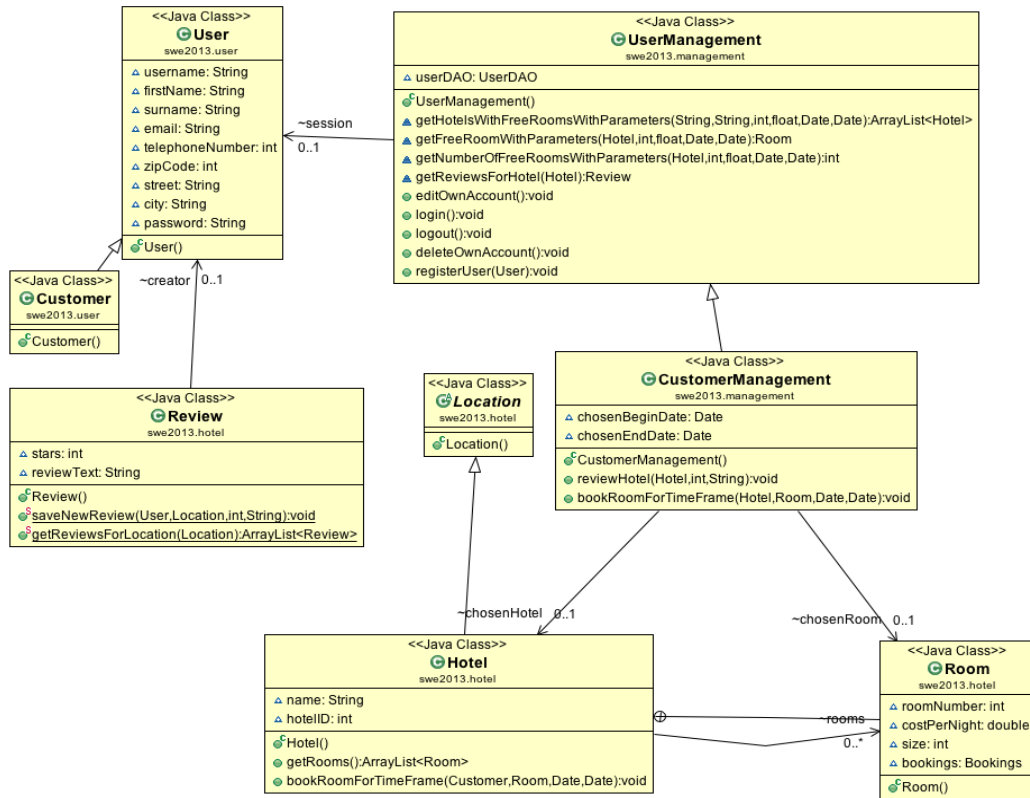 <<Java Class>>
User
swe2013.user
username: String
firstName: String
surname: String
email: String
telephoneNumber: int
zipCode: int
street: String
city: String
password: String
User()
<<Java Class>>
UserManagement
swe2013.management
userDAO: UserDAO
UserManagement()
getHotelsWithFreeRoomsWithParameters(String,String,int,float,Date,Date):ArrayList<Hotel>
getFreeRoomWithParameters(Hotel,int,float,Date,Date):Room
getNumberOfFreeRoomsWithParameters(Hotel,int,float,Date,Date):int
getReviewsForHotel(Hotel):Review
editOwnAccount():void
login():void
logout():void
deleteOwnAccount():void
registerUser(User):void
~session
0..1
<<Java Class>>
Customer
swe2013.user
Customer()
~creator 0..1
<<Java Class>>
Review
swe2013.hotel
stars: int
reviewText: String
Review()
saveNewReview(User,Location,int,String):void
getReviewsForLocation(Location):ArrayList<Review>
<<Java Class>>
Location
swe2013.hotel
Location()
<<Java Class>>
CustomerManagement
swe2013.management
chosenBeginDate: Date
chosenEndDate: Date
CustomerManagement()
reviewHotel(Hotel,int,String):void
bookRoomForTimeFrame(Hotel,Room,Date,Date):void
~chosenHotel 0..1
~chosenRoom 0..1
<<Java Class>>
Hotel
swe2013.hotel
name: String
hotelID: int
Hotel()
getRooms():ArrayList<Room>
bookRoomForTimeFrame(Customer,Room,Date,Date):void
~rooms
0..*
<<Java Class>>
Room
swe2013.hotel
roomNumber: int
costPerNight: double
size: int
bookings: Bookings
Room()